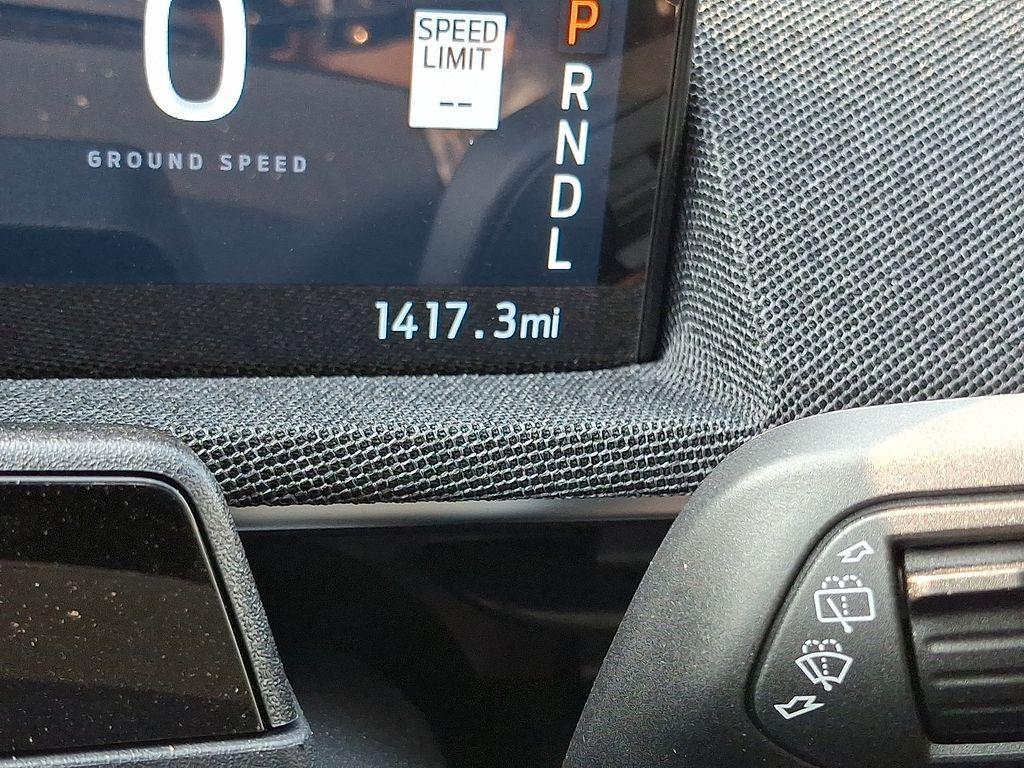 0
GROUND SPEED
SPEED
LIMIT
--
P
R
N
D
L
1417.3mi